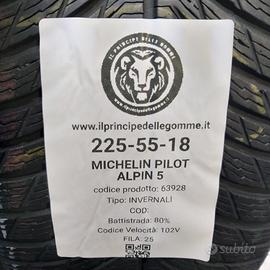 IL PRINCIPE DELLE GOMME
www.ilprincipedellegomme.it
225-55-18
MICHELIN PILOT
ALPIN 5
codice prodotto: 63928
Tipo: INVERNALI
COD:
Battistrada: 80%
Codice Velocità: 102V
FILA: 25
subito